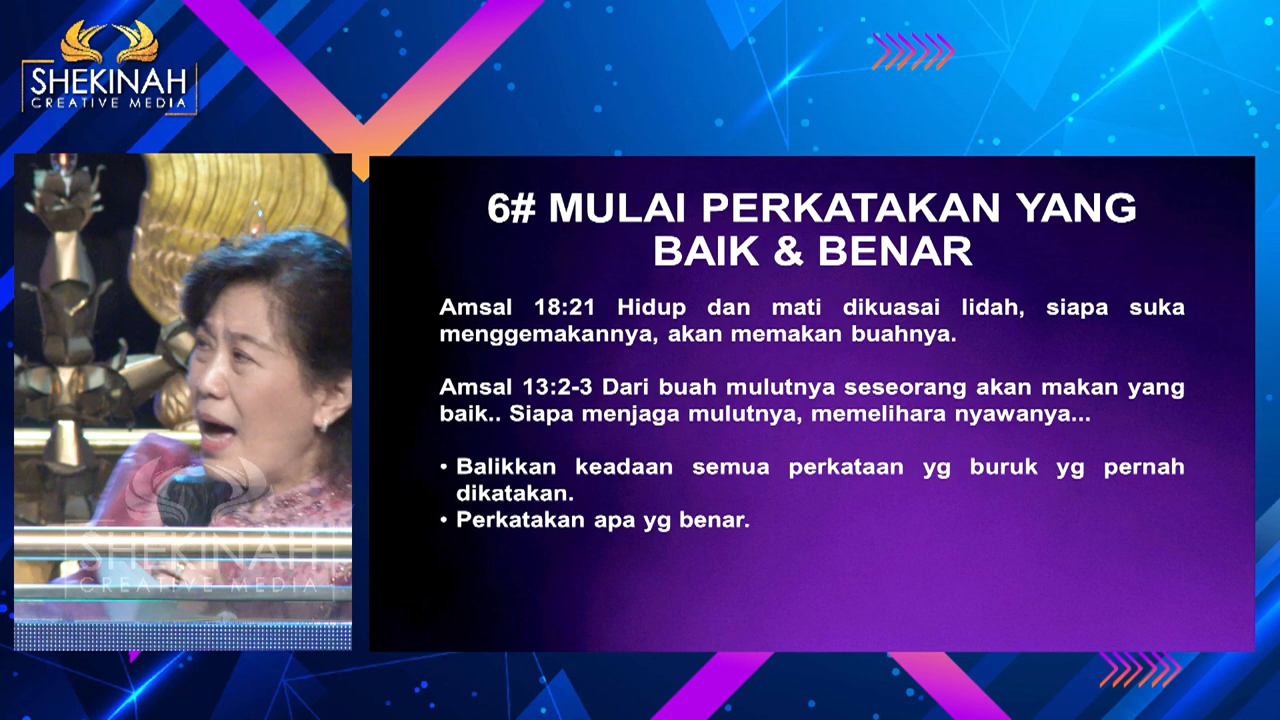 SHEKINAH
CREATIVE MEDIA
6# MULAI PERKATAKAN YANG
BAIK & BENAR
Amsal 18:21 Hidup dan mati dikuasai lidah, siapa suka
menggemakannya, akan memakan buahnya.
Amsal 13:2-3 Dari buah mulutnya seseorang akan makan yang
baik.. Siapa menjaga mulutnya, memelihara nyawanya...
• Balikkan keadaan semua perkataan yg buruk yg pernah
dikatakan.
• Perkatakan apa yg benar.
SHEKINAH
CREATIVE MEDIA